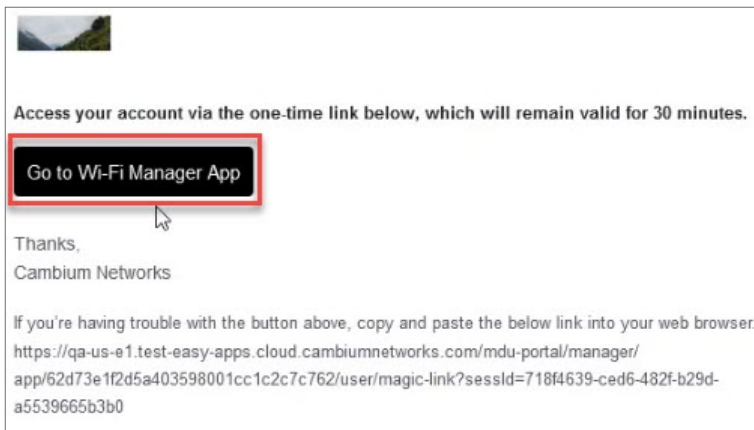 Access your account via the one-time link below, which will remain valid for 30 minutes.
Go to Wi-Fi Manager App
Thanks,
Cambium Networks
If you're having trouble with the button above, copy and paste the below link into your web browser.
https://qa-us-e1.test-easy-apps.cloud.cambiumnetworks.com/mdu-portal/manager/
app/62d73e1f2d5a403598001cc1c2c7c762/user/magic-link?sessId=718f4639-ced6-482f-b29d-
a5539665b3b0